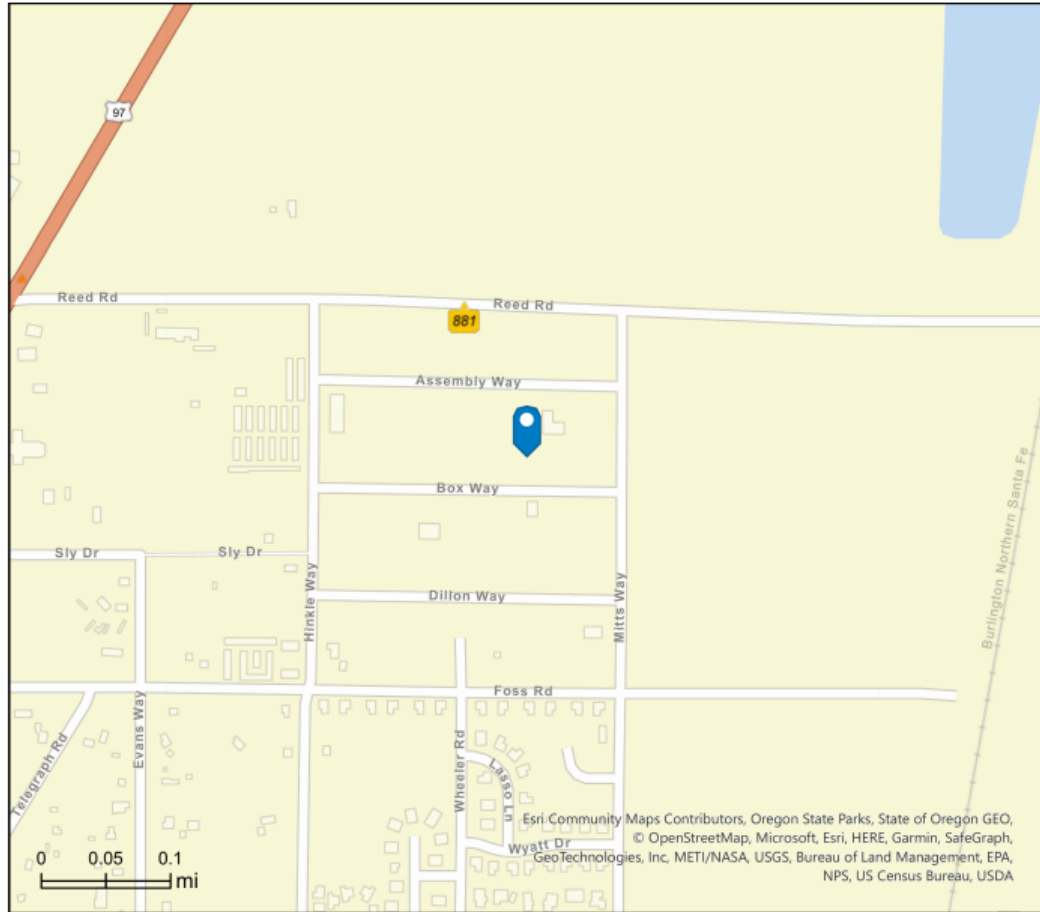 97
Reed Rd
Reed Rd
881
Assembly Way
Box Way
Sly Dr
Sly Dr
Hinkle Way
Dillon Way
Mitts Way
Burlington Northern Santa Fe
Foss Rd
Evans Way
Telegraph Rd
Wheeler Rd
Lasso Ln
Wyatt Dr
Esri Community Maps Contributors, Oregon State Parks, State of Oregon GEO,
© OpenStreetMap, Microsoft, Esri, HERE, Garmin, SafeGraph,
GeoTechnologies, Inc, METI/NASA, USGS, Bureau of Land Management, EPA,
NPS, US Census Bureau, USDA
0 0.05 0.1
mi